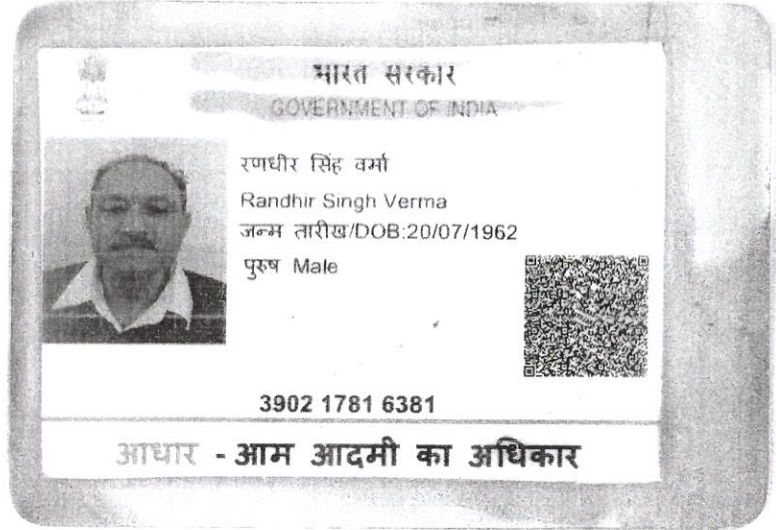 भारत सरकार
GOVERNMENT OF INDIA
रणधीर सिंह वर्मा
Randhir Singh Verma
जन्म तारीख/DOB:20/07/1962
पुरुष Male
3902 1781 6381
आधार - आम आदमी का अधिकार